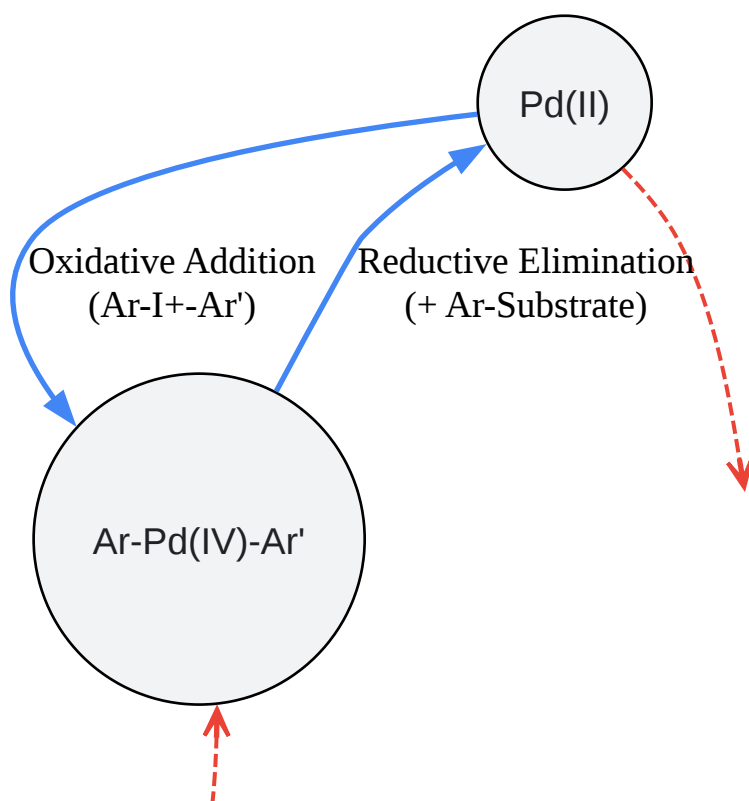 Pd(II)
Oxidative Addition
(Ar-I+-Ar')
Reductive Elimination
(+ Ar-Substrate)
Ar-Pd(IV)-Ar'